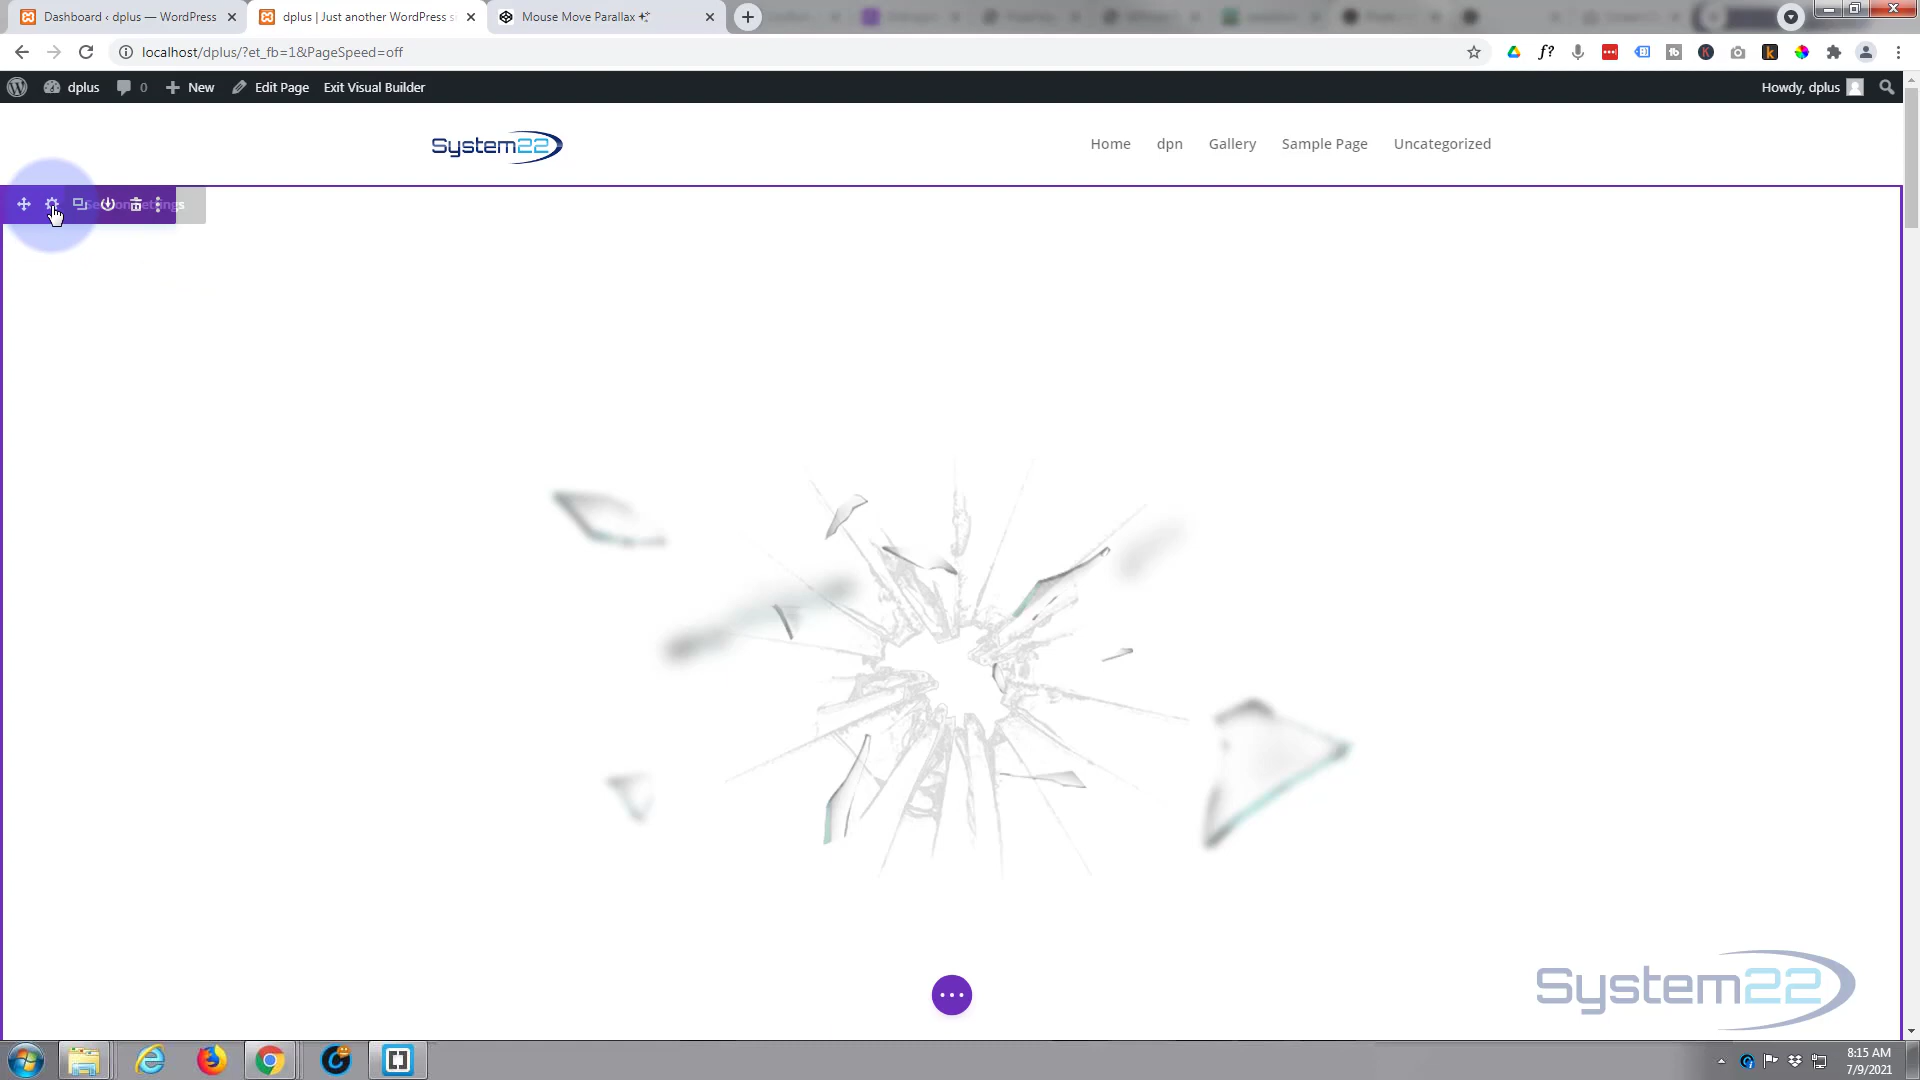 Dashboard ‹ dplus — WordPress
dplus | Just another WordPress s
Mouse Move Parallax
localhost/dplus/?et_fb=1&PageSpeed=off
dplus
0
New
Edit Page
Exit Visual Builder
Howdy, dplus
System22
Home
dpn
Gallery
Sample Page
Uncategorized
System22
8:15 AM
7/9/2021